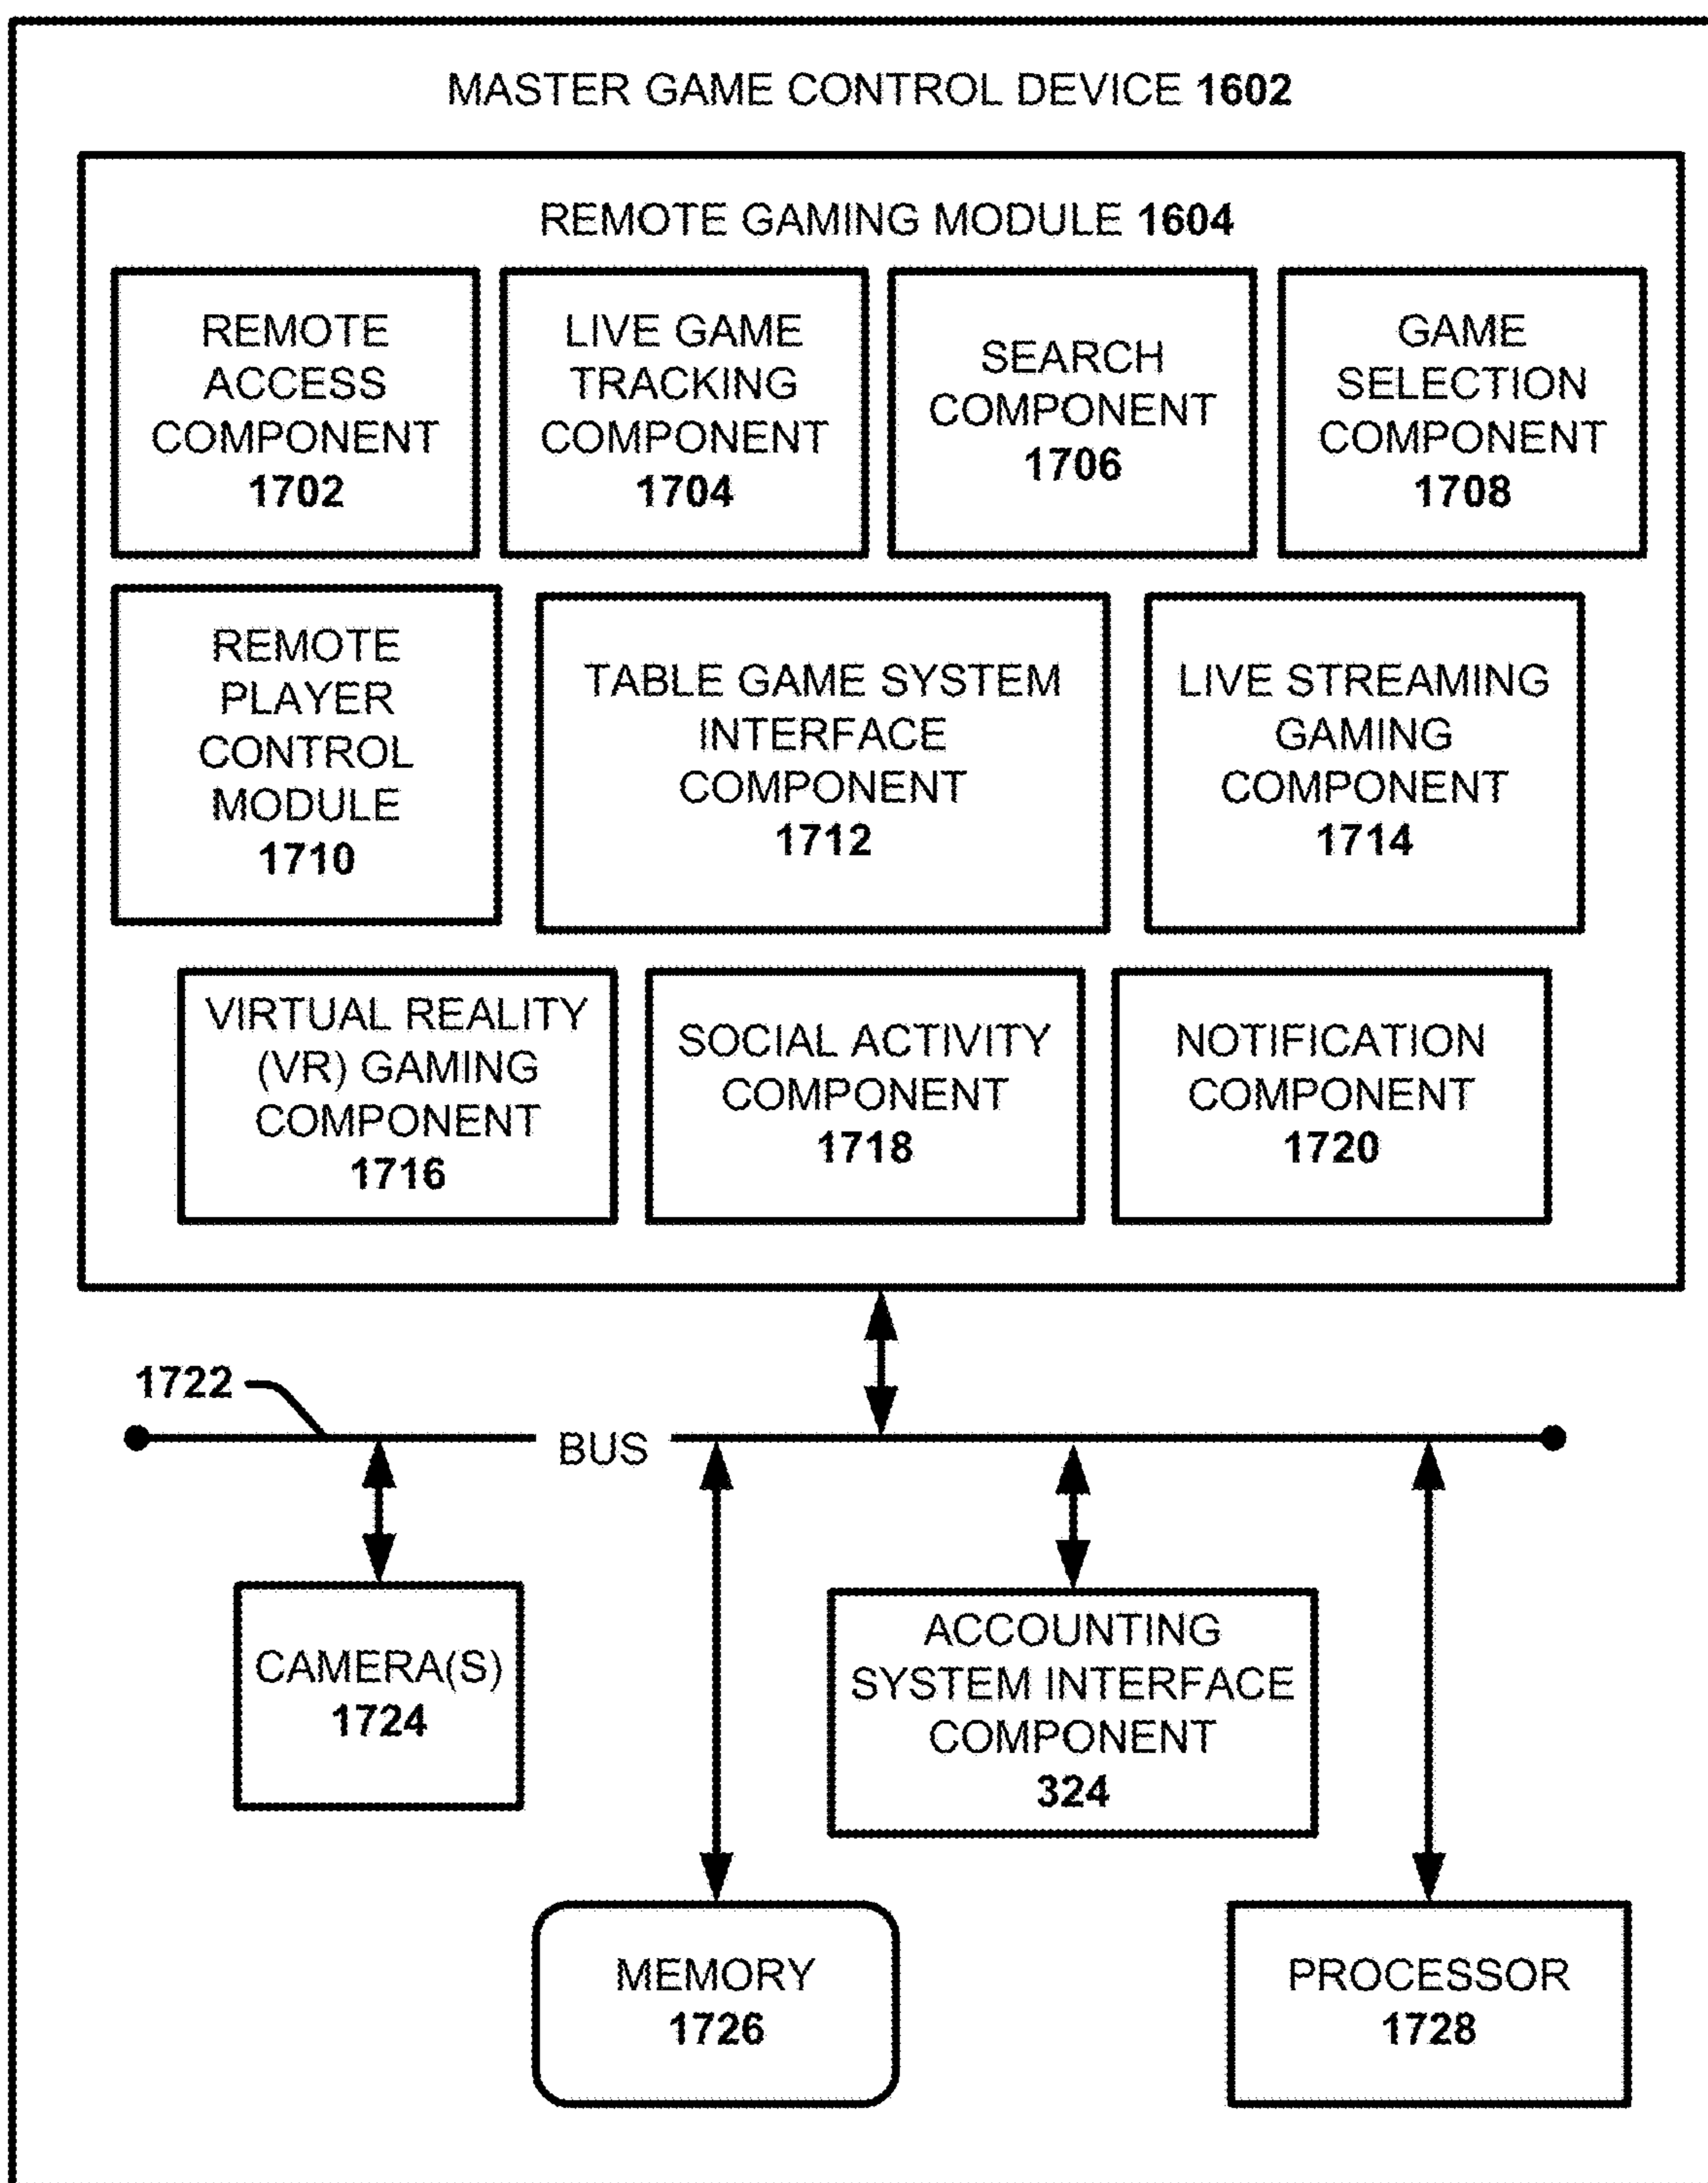 MASTER GAME CONTROL DEVICE 1602
REMOTE GAMING MODULE 1604
REMOTE
ACCESS
COMPONENT
1702
LIVE GAME
TRACKING
COMPONENT
1704
SEARCH
COMPONENT
1706
GAME
SELECTION
COMPONENT
1708
REMOTE
PLAYER
CONTROL
MODULE
1710
TABLE GAME SYSTEM
INTERFACE
COMPONENT
1712
LIVE STREAMING
GAMING
COMPONENT
1714
VIRTUAL REALITY
(VR) GAMING
COMPONENT
1716
SOCIAL ACTIVITY
COMPONENT
1718
NOTIFICATION
COMPONENT
1720
1722
BUS
CAMERA(S)
1724
ACCOUNTING
SYSTEM INTERFACE
COMPONENT
324
MEMORY
1726
PROCESSOR
1728